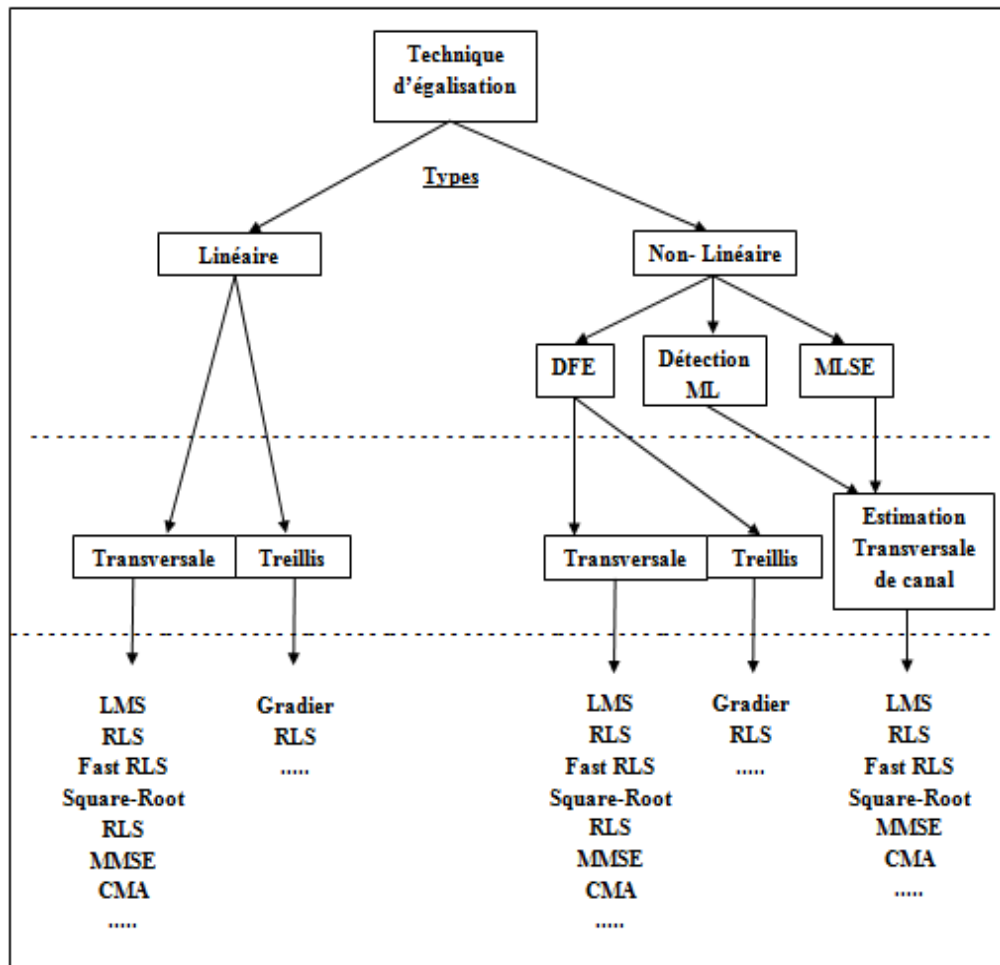 Technique
d'égalisation
Types
Linéaire
Non- Linéaire
DFE
Détection
ML
MLSE
Transversale
Treillis
Transversale
Treillis
Estimation
Transversale
de canal
LMS
RLS
Fast RLS
Square-Root
RLS
MMSE
CMA
.....
Gradier
RLS
.....
LMS
RLS
Fast RLS
Square-Root
RLS
MMSE
CMA
.....
Gradier
RLS
.....
LMS
RLS
Fast RLS
Square-Root
MMSE
CMA
.....